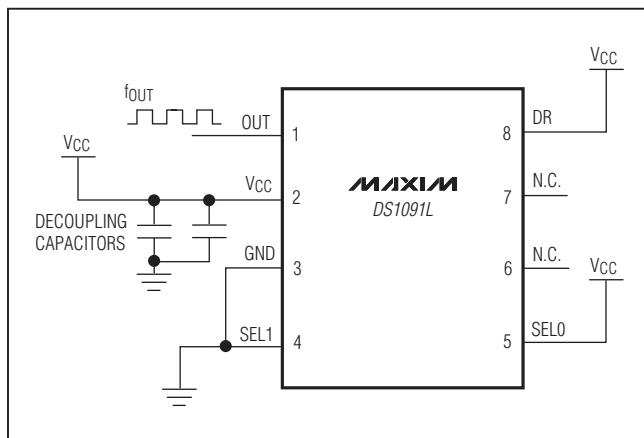 VCC
fOUT
OUT
1
8
DR
VCC
VCC
2
MAXIM
DS1091L
7
N.C.
DECOUPLING
CAPACITORS
GND
3
6
N.C.
VCC
SEL1
4
5
SEL0